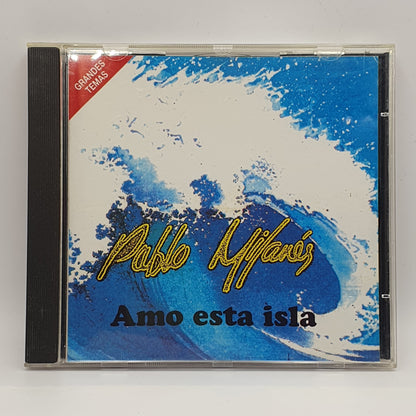 GRANDES
TEMAS
Pablo Milanés
Amo esta isla